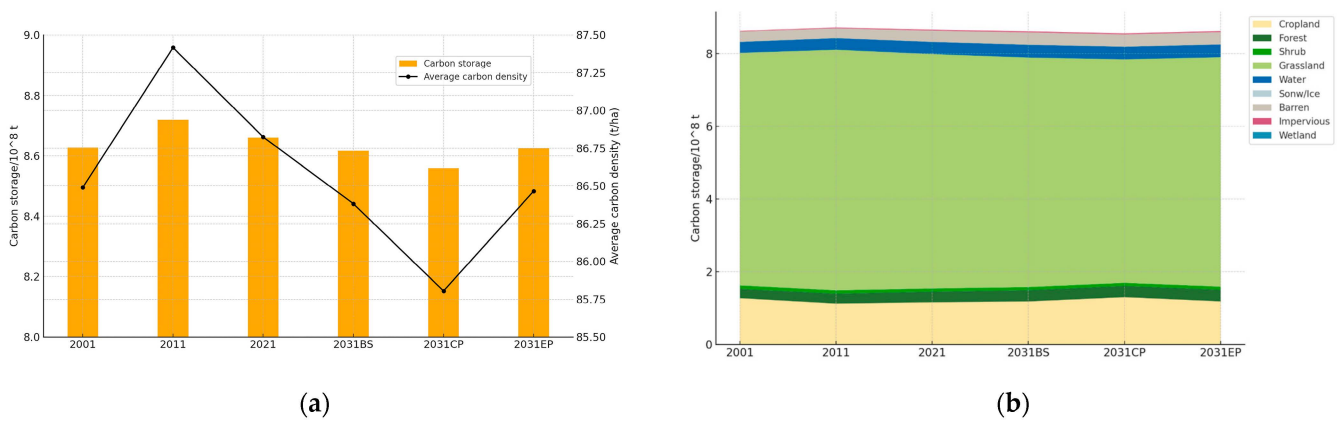 9.0
8.8
8.6
8.4
8.2
8.0
Carbon storage/10^8 t
87.50
87.25
87.00
86.75
86.50
86.25
86.00
85.75
85.50
Average carbon density (t/ha)
Carbon storage
Average carbon density
2001 2011 2021 2031BS 2031CP 2031EP
(a)
8
6
4
2
0
Carbon storage/10^8 t
2001 2011 2021 2031BS 2031CP 2031EP
Cropland
Forest
Shrub
Grassland
Water
Sonw/Ice
Barren
Impervious
Wetland
(b)